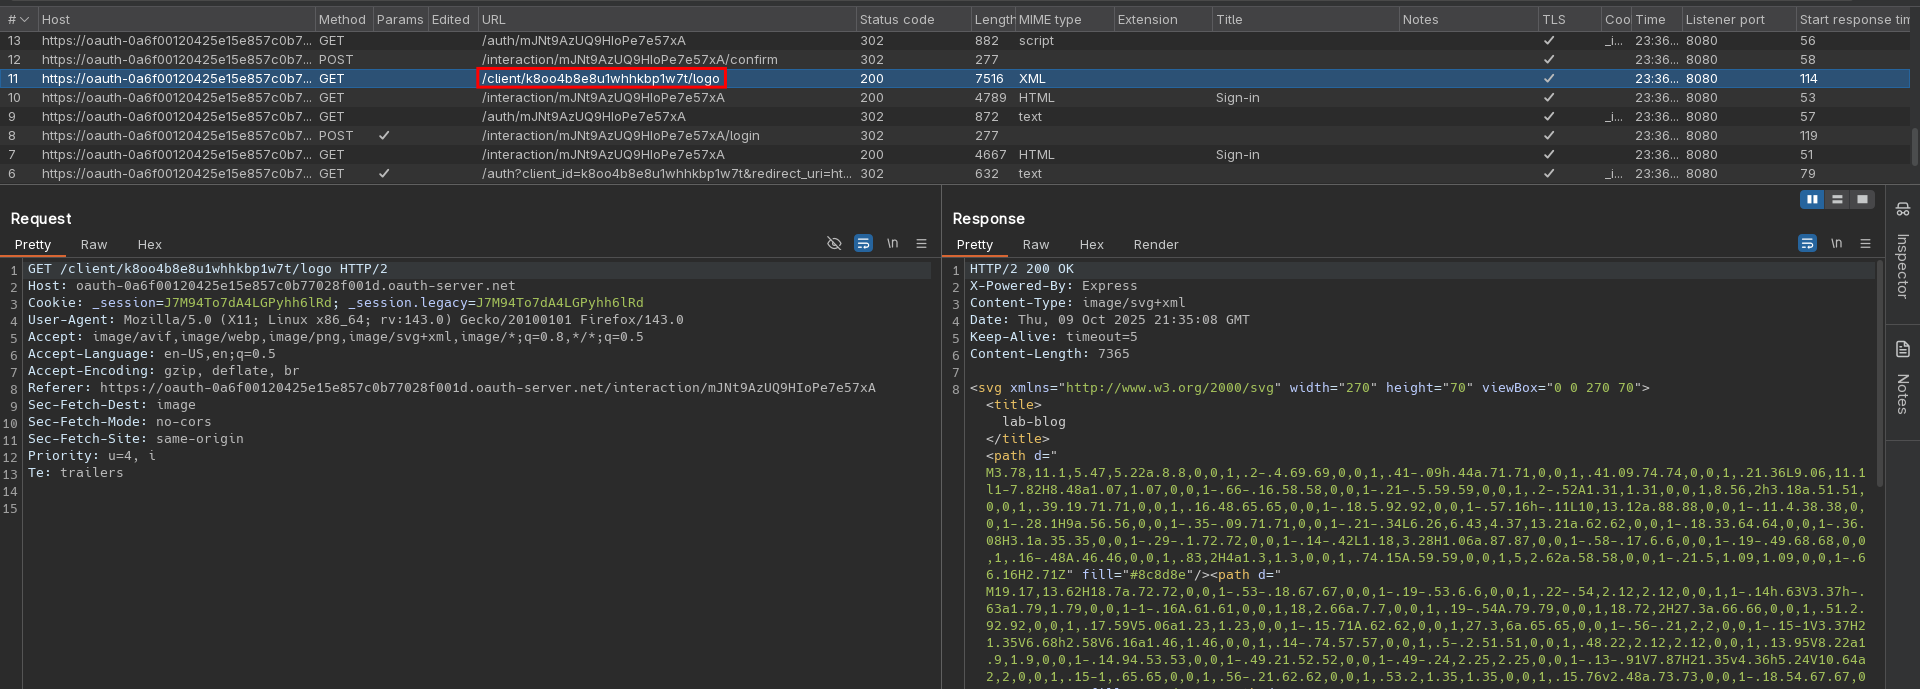 # Host Method Params Edited URL Status code Length MIME type Extension Title Notes TLS Coo Time Listener port Start response tim
13 https://oauth-0a6f00120425e15e857c0b7... GET /auth/mJNt9AzUQ9HIoPe7e57xA 302 882 script ✓ _i... 23:36... 8080 56
12 https://oauth-0a6f00120425e15e857c0b7... POST /interaction/mJNt9AzUQ9HIoPe7e57xA/confirm 302 277 ✓ 23:36... 8080 58
11 https://oauth-0a6f00120425e15e857c0b7... GET /client/k8oo4b8e8u1whhkbp1w7t/logo 200 7516 XML ✓ 23:36... 8080 114
10 https://oauth-0a6f00120425e15e857c0b7... GET /interaction/mJNt9AzUQ9HIoPe7e57xA 200 4789 HTML Sign-in ✓ 23:36... 8080 53
9 https://oauth-0a6f00120425e15e857c0b7... GET /auth/mJNt9AzUQ9HIoPe7e57xA 302 872 text ✓ _i... 23:36... 8080 57
8 https://oauth-0a6f00120425e15e857c0b7... POST ✓ /interaction/mJNt9AzUQ9HIoPe7e57xA/login 302 277 ✓ 23:36... 8080 119
7 https://oauth-0a6f00120425e15e857c0b7... GET /interaction/mJNt9AzUQ9HIoPe7e57xA 200 4667 HTML Sign-in ✓ 23:36... 8080 51
6 https://oauth-0a6f00120425e15e857c0b7... GET ✓ /auth?client_id=k8oo4b8e8u1whhkbp1w7t&redirect_uri=ht... 302 632 text ✓ _i... 23:36... 8080 79
Request
Pretty Raw Hex \n
1 GET /client/k8oo4b8e8u1whhkbp1w7t/logo HTTP/2
2 Host: oauth-0a6f00120425e15e857c0b77028f001d.oauth-server.net
3 Cookie: _session=J7M94To7dA4LGPyhh6lRd; _session.legacy=J7M94To7dA4LGPyhh6lRd
4 User-Agent: Mozilla/5.0 (X11; Linux x86_64; rv:143.0) Gecko/20100101 Firefox/143.0
5 Accept: image/avif,image/webp,image/png,image/svg+xml,image/*;q=0.8,*/*;q=0.5
6 Accept-Language: en-US,en;q=0.5
7 Accept-Encoding: gzip, deflate, br
8 Referer: https://oauth-0a6f00120425e15e857c0b77028f001d.oauth-server.net/interaction/mJNt9AzUQ9HIoPe7e57xA
9 Sec-Fetch-Dest: image
10 Sec-Fetch-Mode: no-cors
11 Sec-Fetch-Site: same-origin
12 Priority: u=4, i
13 Te: trailers
14
15
Response
Pretty Raw Hex Render \n
1 HTTP/2 200 OK
2 X-Powered-By: Express
3 Content-Type: image/svg+xml
4 Date: Thu, 09 Oct 2025 21:35:08 GMT
5 Keep-Alive: timeout=5
6 Content-Length: 7365
7
8 <svg xmlns="http://www.w3.org/2000/svg" width="270" height="70" viewBox="0 0 270 70">
<title>
lab-blog
</title>
<path d="
M3.78,11.1,5.47,5.22a.8.8,0,0,1,.2-.4.69.69,0,0,1,.41-.09h.44a.71.71,0,0,1,.41.09.74.74,0,0,1,.21.36L9.06,11.1
l1-7.82H8.48a1.07,1.07,0,0,1-.66-.16.58.58,0,0,1-.21-.5.59.59,0,0,1,.2-.52A1.31,1.31,0,0,1,8.56,2h3.18a.51.51,
0,0,1,.39.19.71.71,0,0,1,.16.48.65.65,0,0,1-.18.5.92.92,0,0,1-.57.16h-.11L10,13.12a.88.88,0,0,1-.11.4.38.38,0,
0,1-.28.1H9a.56.56,0,0,1-.35-.09.71.71,0,0,1-.21-.34L6.26,6.43,4.37,13.21a.62.62,0,0,1-.18.33.64.64,0,0,1-.36.
08H3.1a.35.35,0,0,1-.29-.1.72.72,0,0,1-.14-.42L1.18,3.28H1.06a.87.87,0,0,1-.58-.17.6.6,0,0,1-.19-.49.68.68,0,0
,1,.16-.48A.46.46,0,0,1,.83,2H4a1.3,1.3,0,0,1,.74.15A.59.59,0,0,1,5,2.62a.58.58,0,0,1-.21.5,1.09,1.09,0,0,1-.6
6.16H2.71Z" fill="#8c8d8e"/><path d="
M19.17,13.62H18.7a.72.72,0,0,1-.53-.18.67.67,0,0,1-.19-.53.6.6,0,0,1,.22-.54,2.12,2.12,0,0,1,1-.14h.63V3.37h-.
63a1.79,1.79,0,0,1-1-.16A.61.61,0,0,1,18,2.66a.7.7,0,0,1,.19-.54A.79.79,0,0,1,18.72,2H27.3a.66.66,0,0,1,.51.2.
92.92,0,0,1,.17.59V5.06a1.23,1.23,0,0,1-.15.71A.62.62,0,0,1,27.3,6a.65.65,0,0,1-.56-.21,2,2,0,0,1-.15-1V3.37H2
1.35V6.68h2.58V6.16a1.46,1.46,0,0,1,.14-.74.57.57,0,0,1,.5-.2.51.51,0,0,1,.48.22,2.12,2.12,0,0,1,.13.95V8.22a1
.9,1.9,0,0,1-.14.94.53.53,0,0,1-.49.21.52.52,0,0,1-.49-.24,2.25,2.25,0,0,1-.13-.91V7.87H21.35v4.36h5.24V10.64a
2,2,0,0,1,.15-1,.65.65,0,0,1,.56-.21.62.62,0,0,1,.53.2,1.35,1.35,0,0,1,.15.76v2.48a.73.73,0,0,1-.18.54.67.67,0
Inspector
Notes